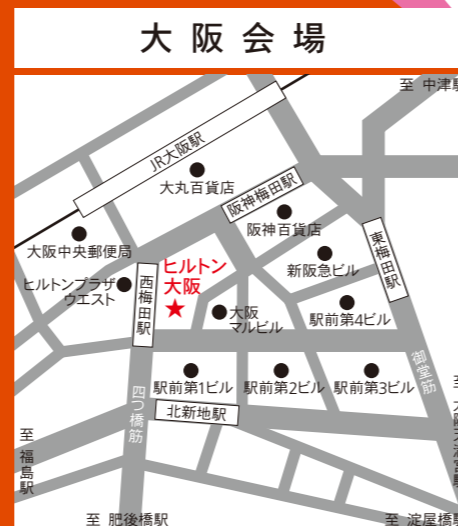 大阪会場
至 中津駅
JR大阪駅
大丸百貨店
阪神梅田駅
阪神百貨店
東梅田駅
大阪中央郵便局
ヒルトン
大阪
新阪急ビル
ヒルトンプラザ
ウエスト
西梅田駅
大阪
マルビル
駅前第4ビル
御堂筋
駅前第1ビル
駅前第2ビル
駅前第3ビル
四つ橋筋
北新地駅
至 福島駅
至 肥後橋駅
至 淀屋橋駅